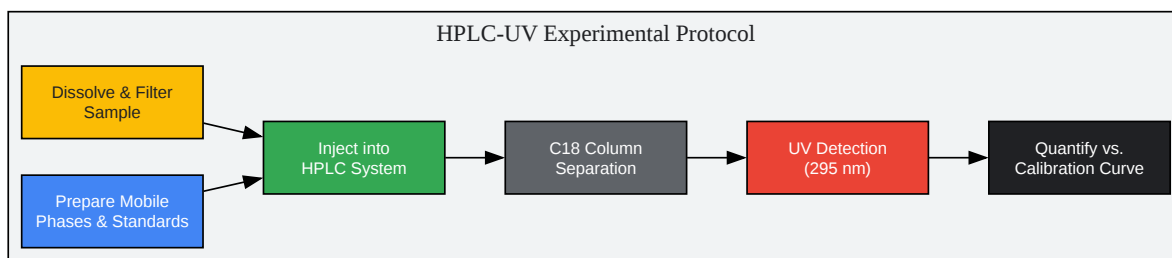 HPLC-UV Experimental Protocol
Dissolve & Filter
Sample
Prepare Mobile
Phases & Standards
Inject into
HPLC System
C18 Column
Separation
UV Detection
(295 nm)
Quantify vs.
Calibration Curve